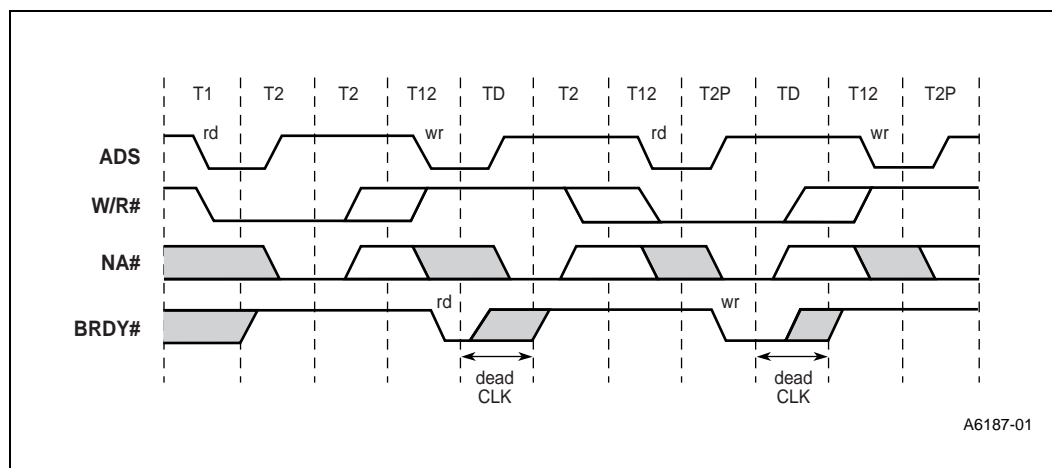 T1 T2 T2 T12 TD T2 T12 T2P TD T12 T2P
rd wr rd wr
ADS
W/R#
NA#
rd wr
BRDY#
dead dead
CLK CLK
A6187-01